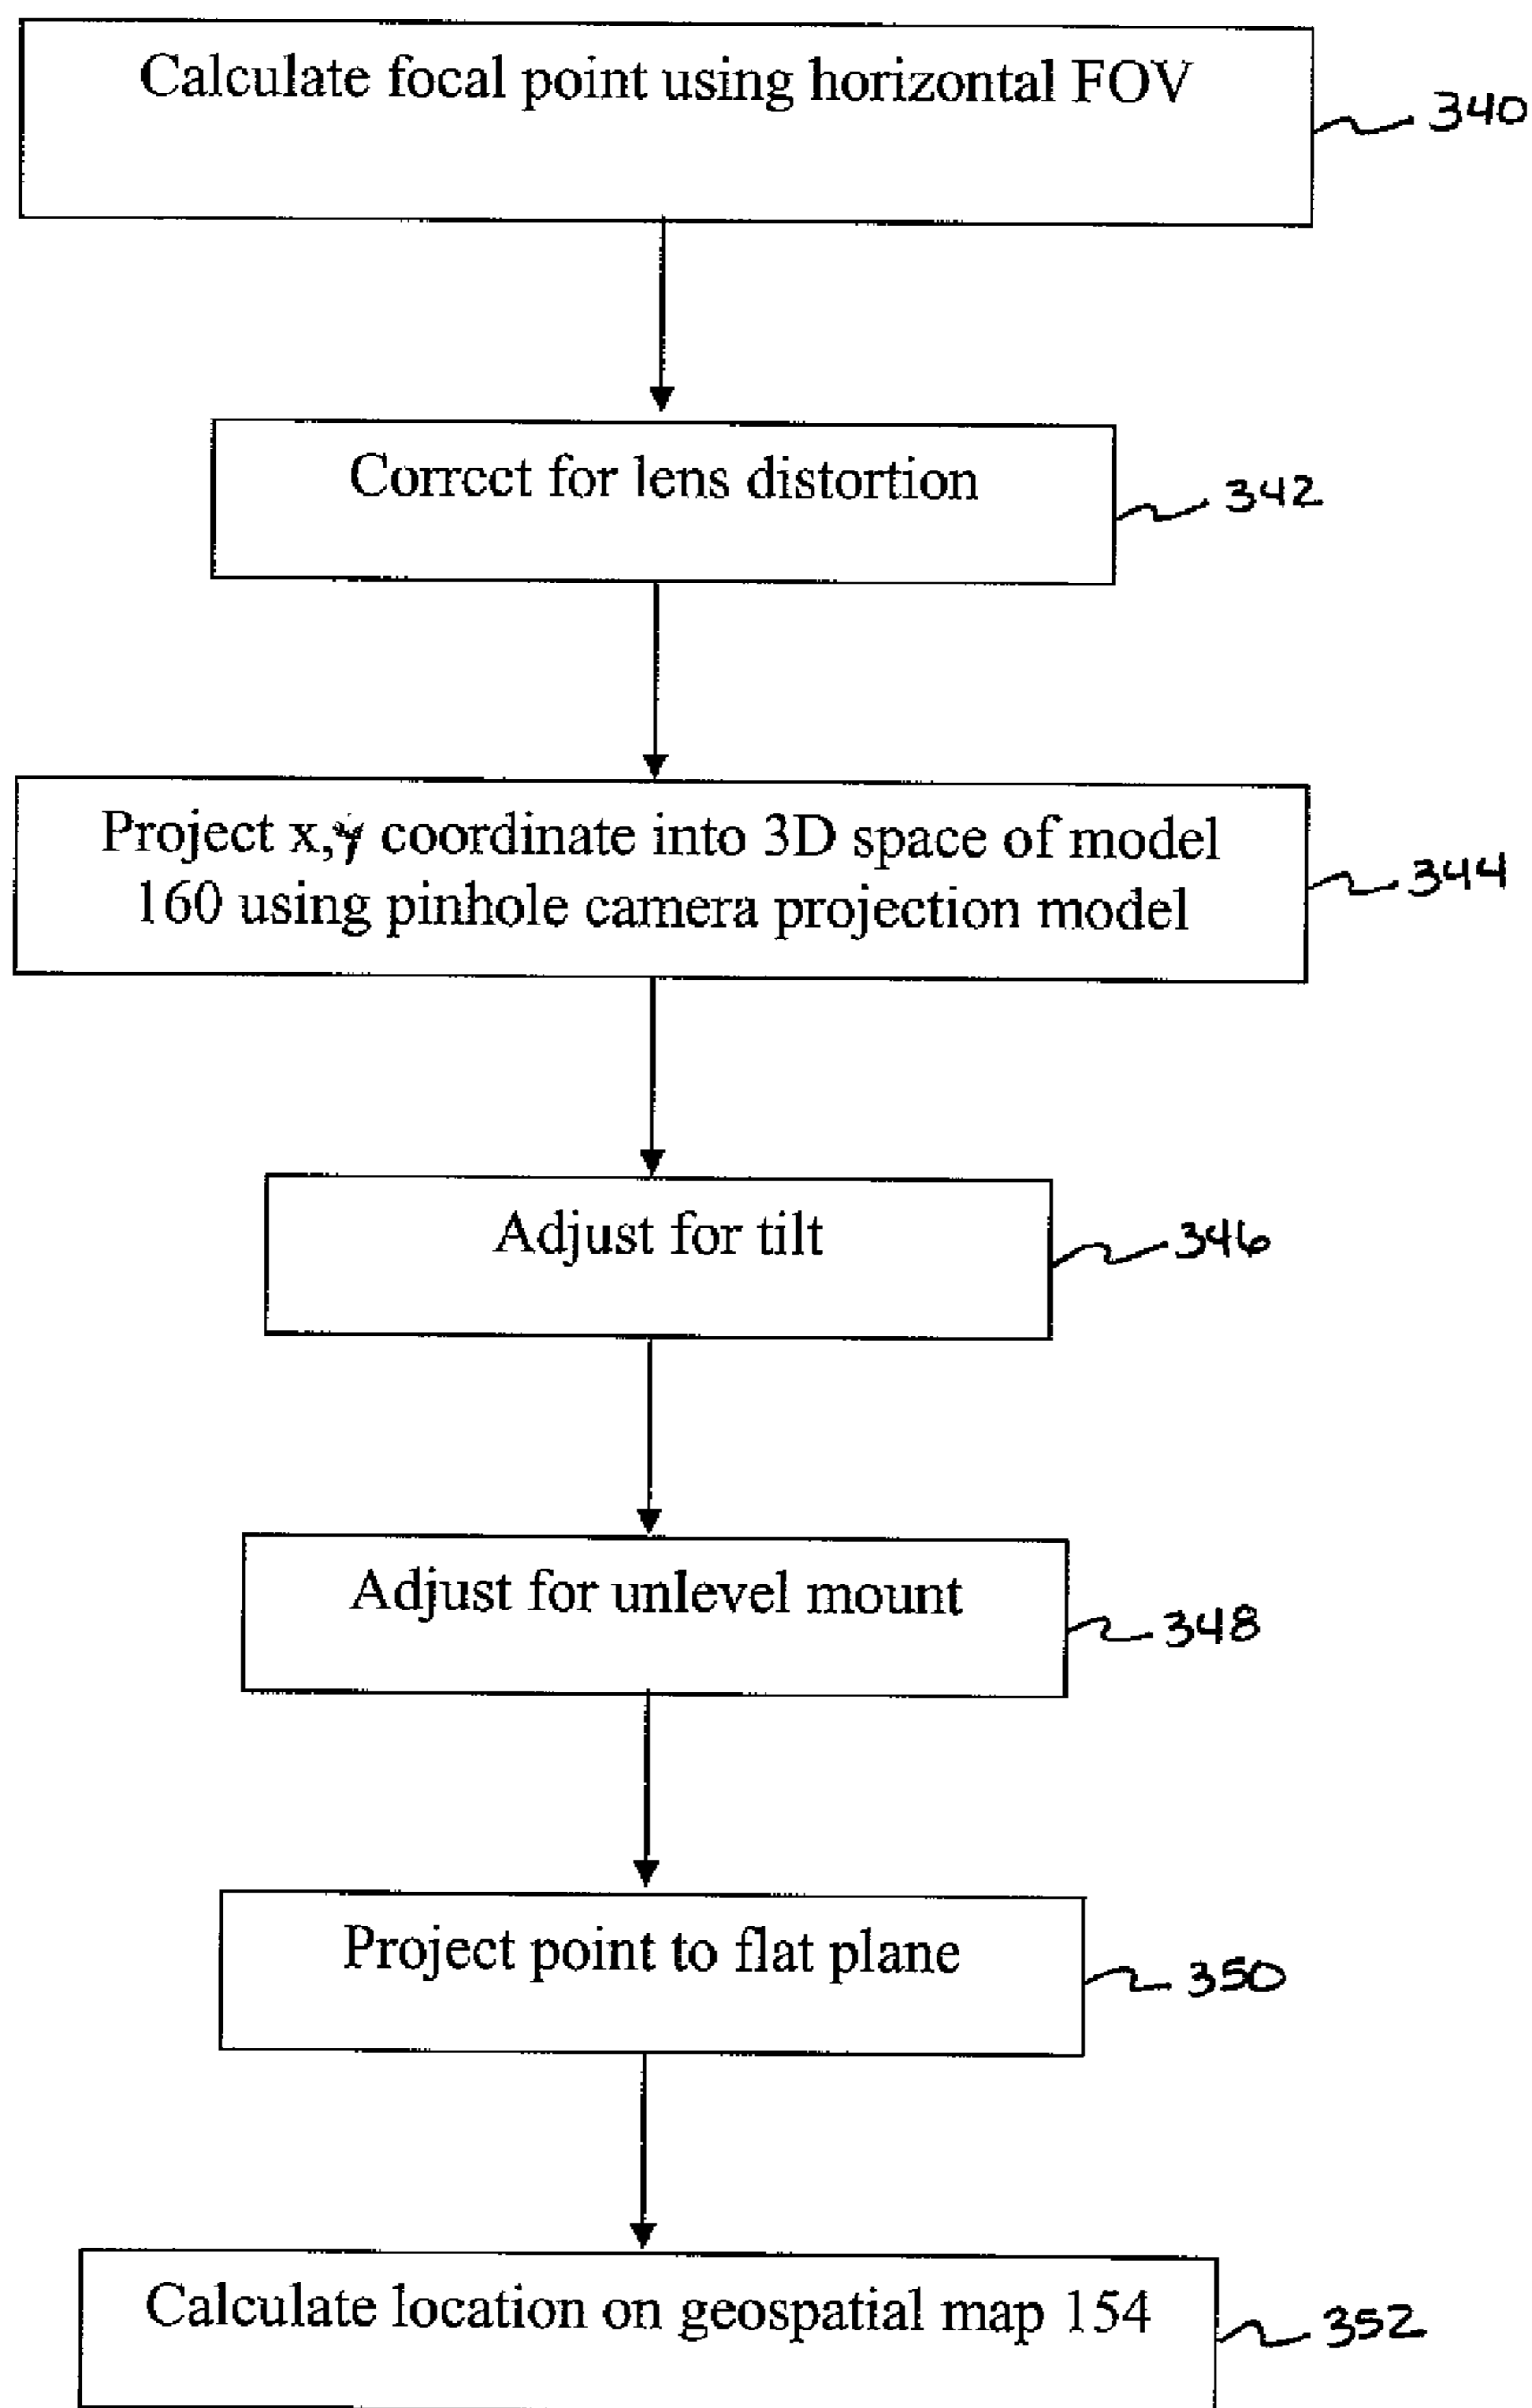 Calculate focal point using horizontal FOV
340
Correct for lens distortion
342
Project x,y coordinate into 3D space of model
160 using pinhole camera projection model
344
Adjust for tilt
346
Adjust for unlevel mount
348
Project point to flat plane
350
Calculate location on geospatial map 154
352